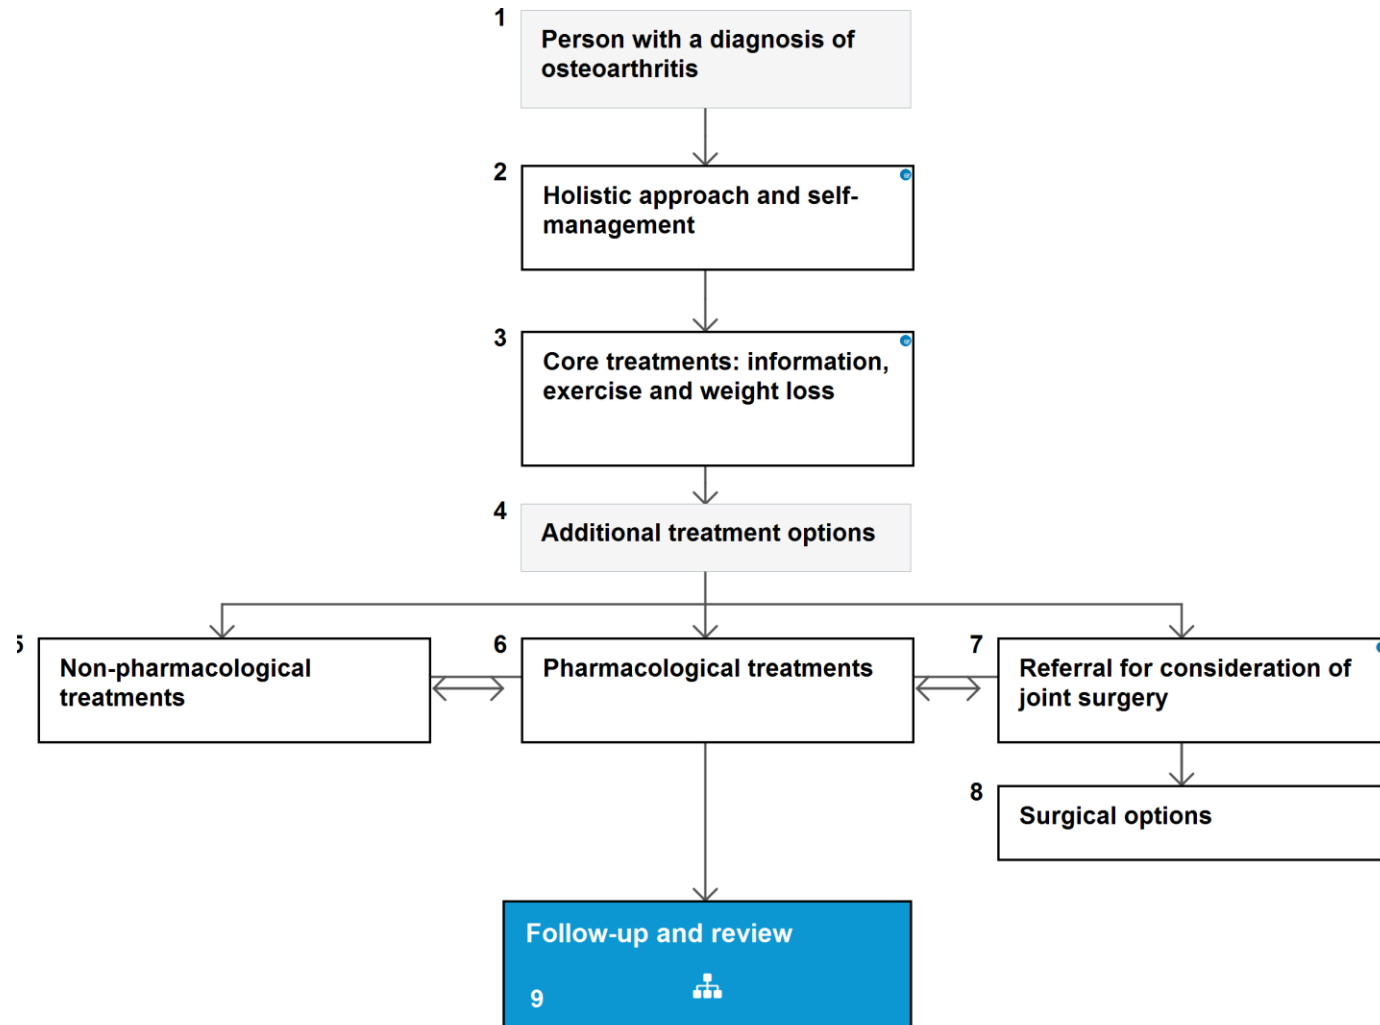 1
Person with a diagnosis of
osteoarthritis
2
Holistic approach and self-
management
3
Core treatments: information,
exercise and weight loss
4
Additional treatment options
5
Non-pharmacological
treatments
6
Pharmacological treatments
7
Referral for consideration of
joint surgery
8
Surgical options
Follow-up and review
9